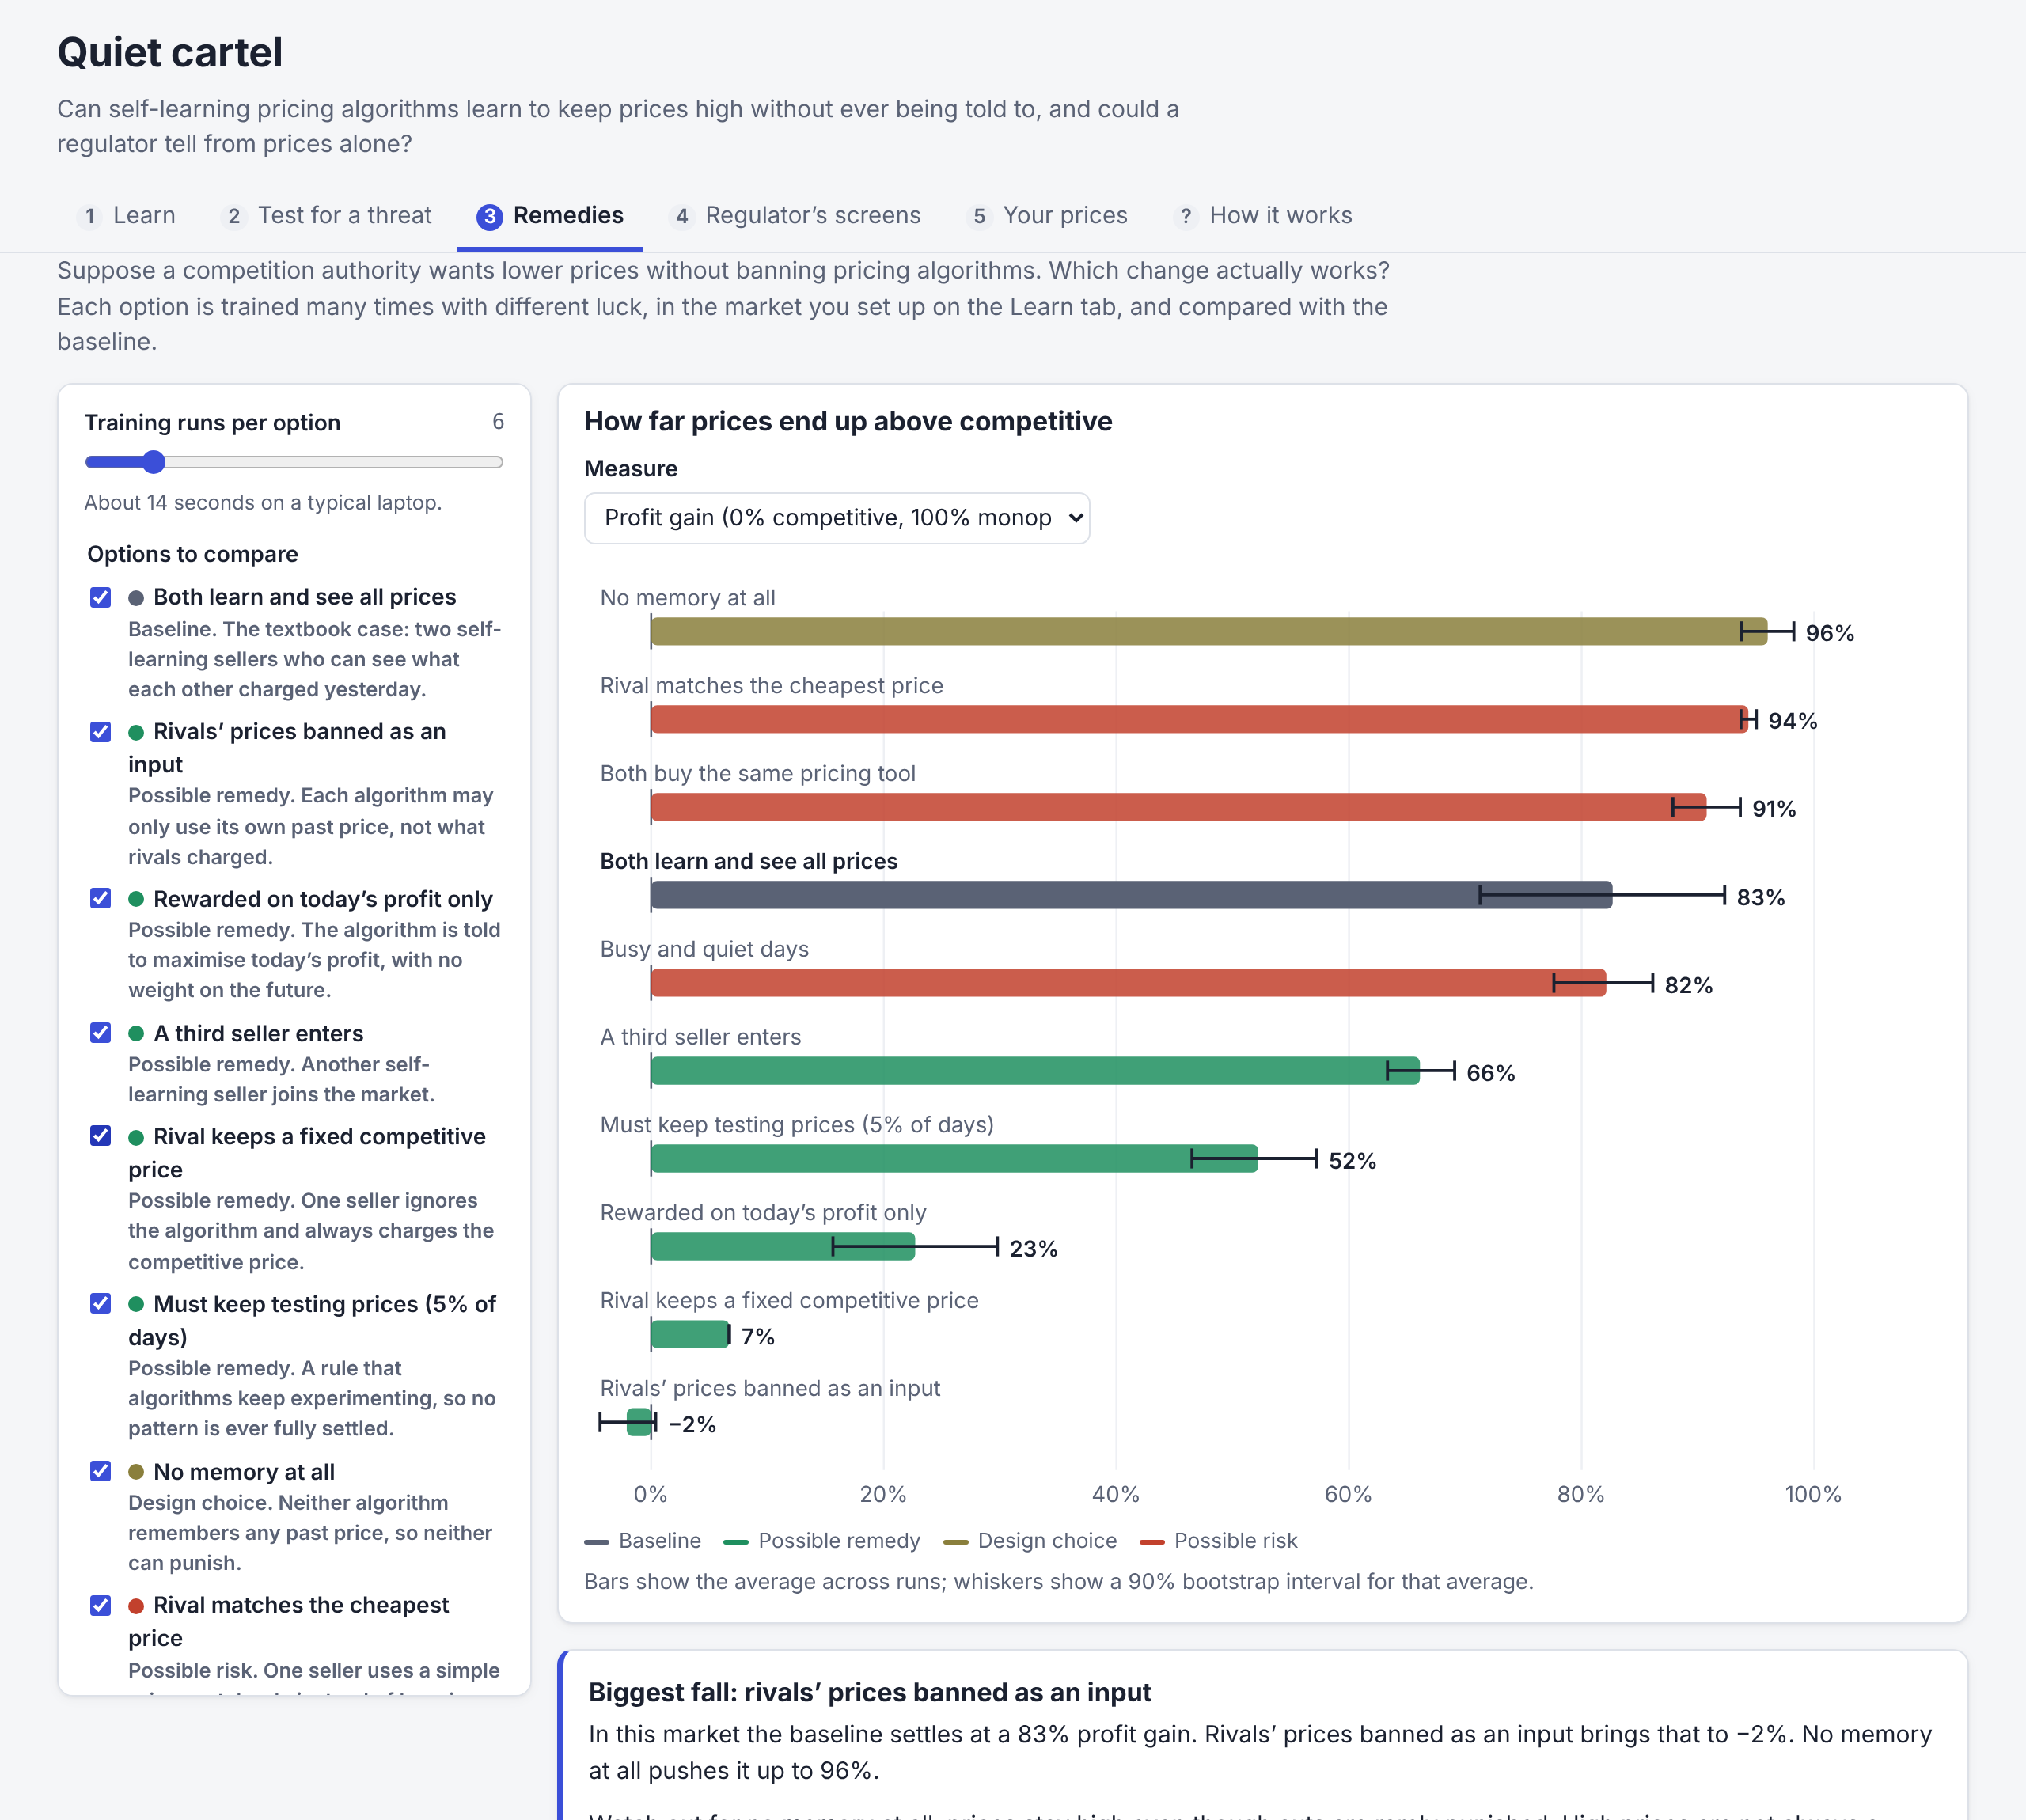 Quiet cartel
Can self-learning pricing algorithms learn to keep prices high without ever being told to, and could a
regulator tell from prices alone?
1 Learn
2 Test for a threat
3 Remedies
4 Regulator’s screens
5 Your prices
? How it works
Suppose a competition authority wants lower prices without banning pricing algorithms. Which change actually works?
Each option is trained many times with different luck, in the market you set up on the Learn tab, and compared with the
baseline.
Training runs per option 6
About 14 seconds on a typical laptop.
Options to compare
Both learn and see all prices
Baseline. The textbook case: two self-
learning sellers who can see what
each other charged yesterday.
Rivals’ prices banned as an
input
Possible remedy. Each algorithm may
only use its own past price, not what
rivals charged.
Rewarded on today’s profit only
Possible remedy. The algorithm is told
to maximise today’s profit, with no
weight on the future.
A third seller enters
Possible remedy. Another self-
learning seller joins the market.
Rival keeps a fixed competitive
price
Possible remedy. One seller ignores
the algorithm and always charges the
competitive price.
Must keep testing prices (5% of
days)
Possible remedy. A rule that
algorithms keep experimenting, so no
pattern is ever fully settled.
No memory at all
Design choice. Neither algorithm
remembers any past price, so neither
can punish.
Rival matches the cheapest
price
Possible risk. One seller uses a simple
How far prices end up above competitive
Measure
Profit gain (0% competitive, 100% monop
No memory at all
96%
Rival matches the cheapest price
94%
Both buy the same pricing tool
91%
Both learn and see all prices
83%
Busy and quiet days
82%
A third seller enters
66%
Must keep testing prices (5% of days)
52%
Rewarded on today’s profit only
23%
Rival keeps a fixed competitive price
7%
Rivals’ prices banned as an input
−2%
0% 20% 40% 60% 80% 100%
Baseline Possible remedy Design choice Possible risk
Bars show the average across runs; whiskers show a 90% bootstrap interval for that average.
Biggest fall: rivals’ prices banned as an input
In this market the baseline settles at a 83% profit gain. Rivals’ prices banned as an input brings that to −2%. No memory
at all pushes it up to 96%.